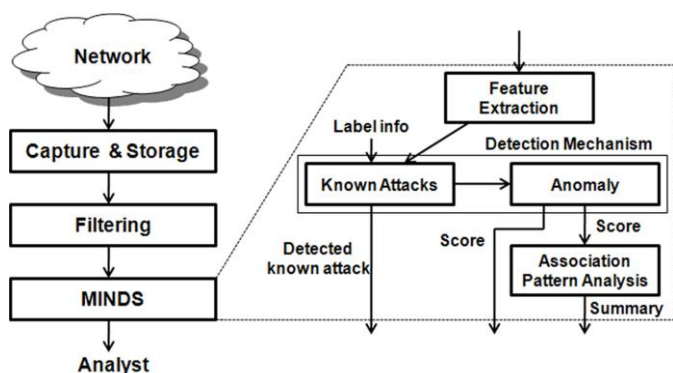 Network
Capture & Storage
Filtering
MINDS
Analyst
Feature
Extraction
Label info
Detection Mechanism
Known Attacks
Anomaly
Detected
known attack
Score
Score
Association
Pattern Analysis
Summary